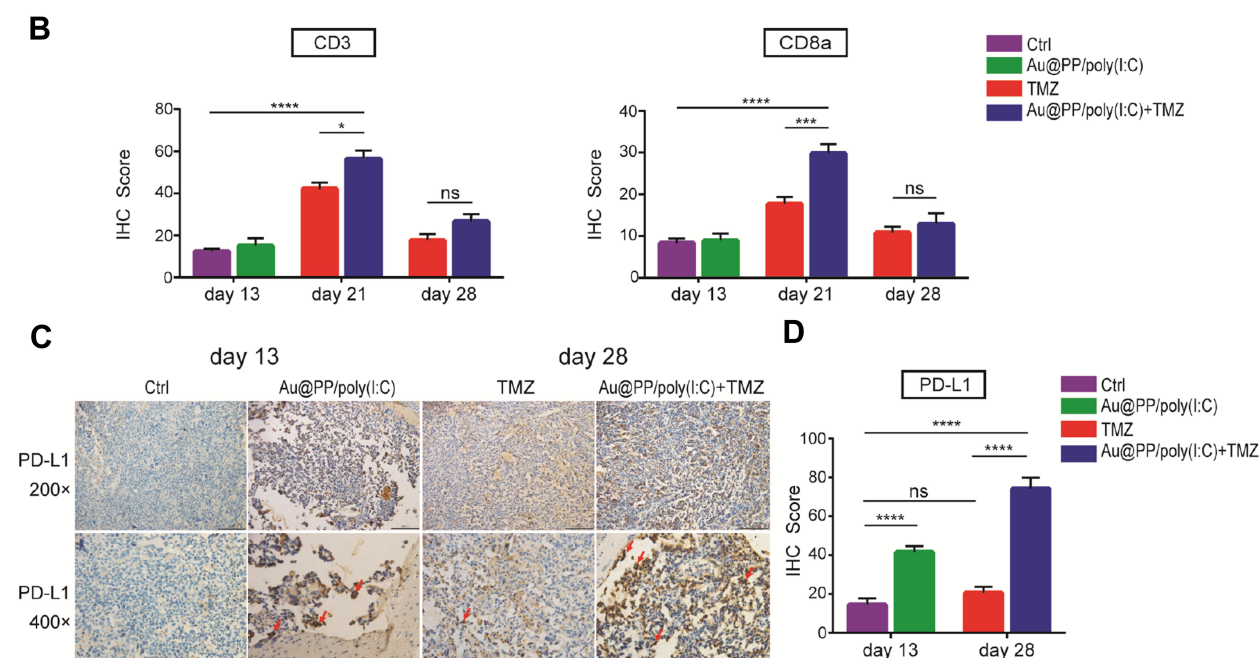 B
CD3
CD8a
Ctrl
Au@PP/poly(I:C)
TMZ
Au@PP/poly(I:C)+TMZ
IHC Score
80
60
40
20
0
****
*
ns
day 13
day 21
day 28
IHC Score
40
30
20
10
0
****
***
ns
day 13
day 21
day 28
C
day 13
day 28
Ctrl
Au@PP/poly(I:C)
TMZ
Au@PP/poly(I:C)+TMZ
PD-L1
200×
PD-L1
400×
D
PD-L1
Ctrl
Au@PP/poly(I:C)
TMZ
Au@PP/poly(I:C)+TMZ
IHC Score
100
80
60
40
20
0
****
****
ns
****
day 13
day 28